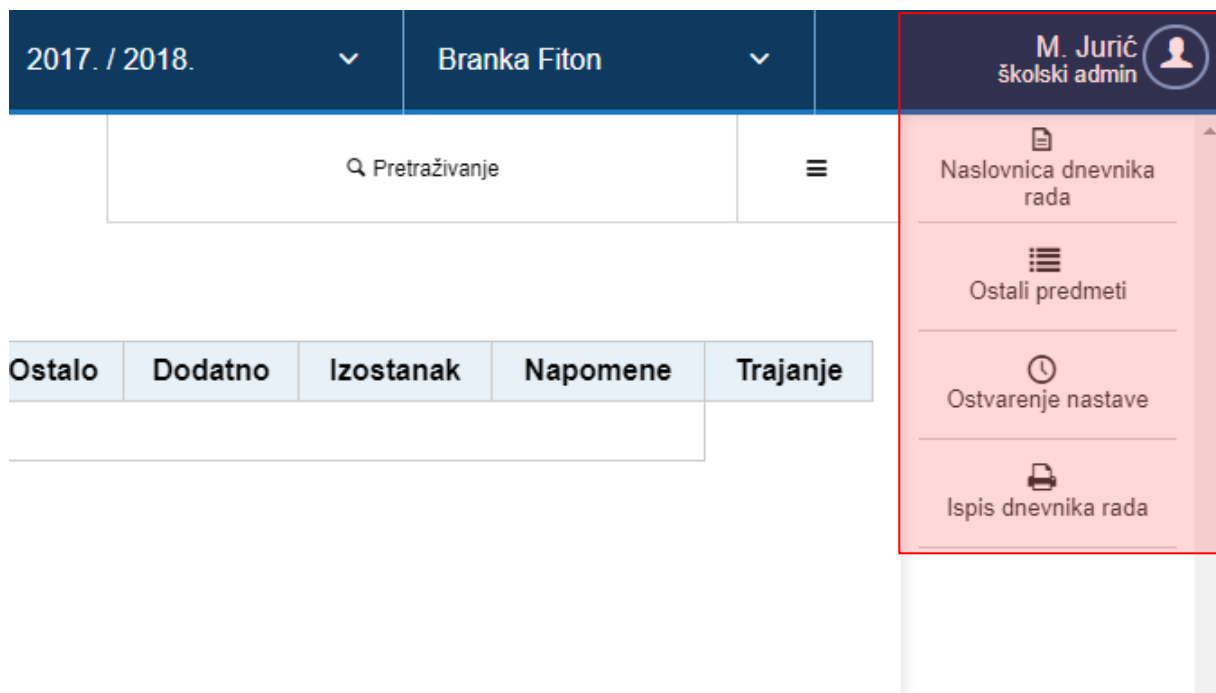 2017. / 2018.
Branka Fiton
M. Jurić
školski admin
Pretraživanje
Naslovnica dnevnika
rada
Ostali predmeti
Ostalo Dodatno Izostanak Napomene Trajanje
Ostvarenje nastave
Ispis dnevnika rada